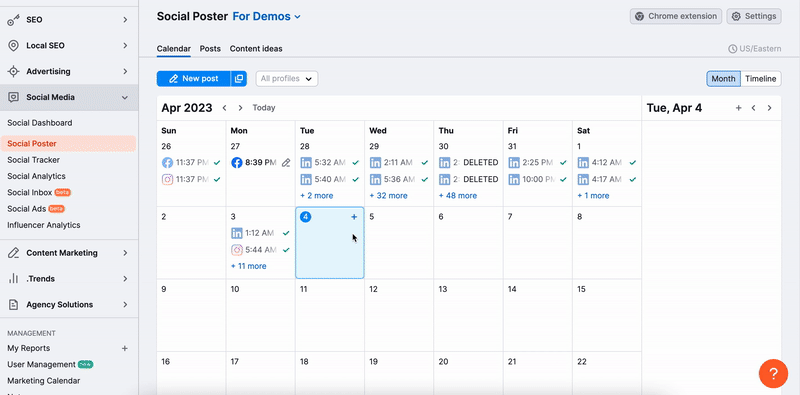 SEO
Local SEO
Advertising
Social Media
Social Dashboard
Social Poster
Social Tracker
Social Analytics
Social Inbox beta
Social Ads beta
Influencer Analytics
Content Marketing
.Trends
Agency Solutions
MANAGEMENT
My Reports +
User Management
Marketing Calendar
Social Poster For Demos
Chrome extension Settings
Calendar Posts Content ideas US/Eastern
New post All profiles Month Timeline
Apr 2023 < > Today Tue, Apr 4 + < >
Sun Mon Tue Wed Thu Fri Sat
26 27 28 29 30 31 1
11:37 PM 8:39 PM 5:32 AM 2:11 AM 2: DELETED 2:25 PM 4:12 AM
11:37 PM 5:40 AM 5:36 AM 2: DELETED 10:00 PM 4:17 AM
+ 2 more + 32 more + 48 more + 1 more
2 3 4 + 5 6 7 8
1:12 AM
5:44 AM
+ 11 more
9 10 11 12 13 14 15
16 17 18 19 20 21 22
?